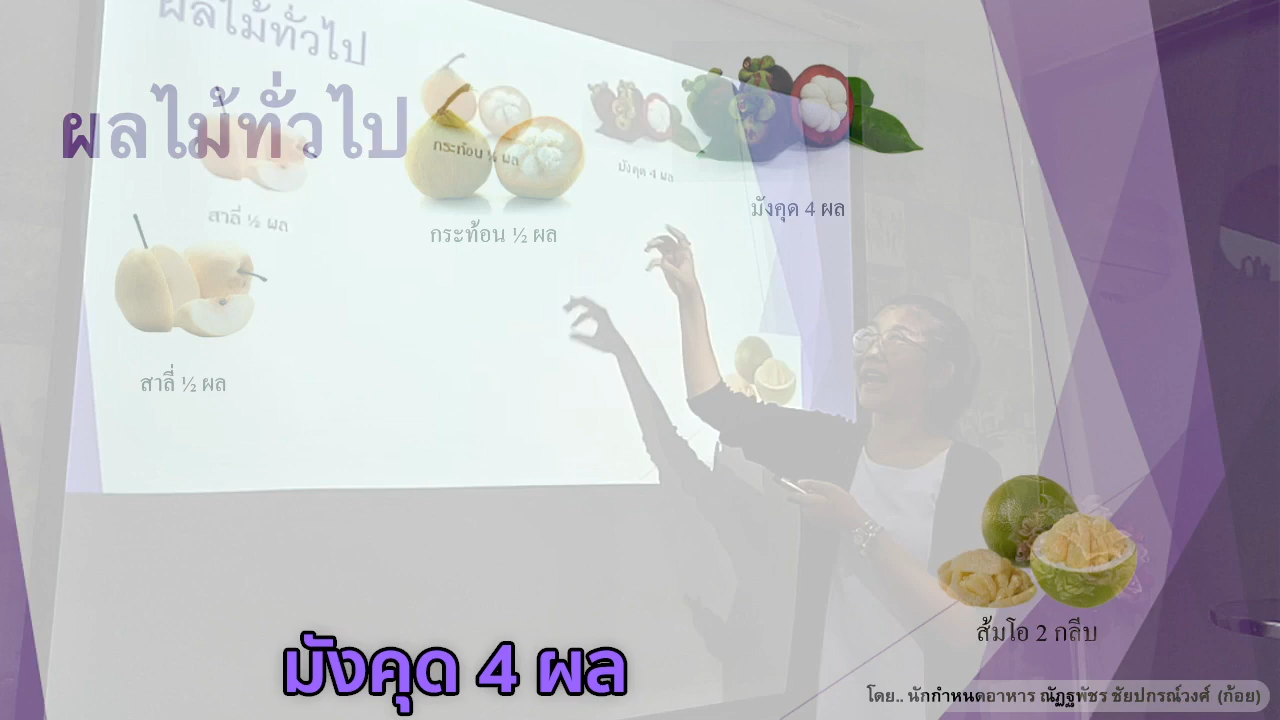 ผลไม้ทั่วไป
ผลไม้ทั่วไป
กระท้อน ½ ผล
มังคุด 4 ผล
มังคุด 4 ผล
สาลี่ ½ ผล
กระท้อน ½ ผล
สาลี่ ½ ผล
ส้มโอ 2 กลีบ
มังคุด 4 ผล
โดย.. นักกำหนดอาหาร ณัฏฐพัชร ชัยปกรณ์วงศ์ (ก้อย)